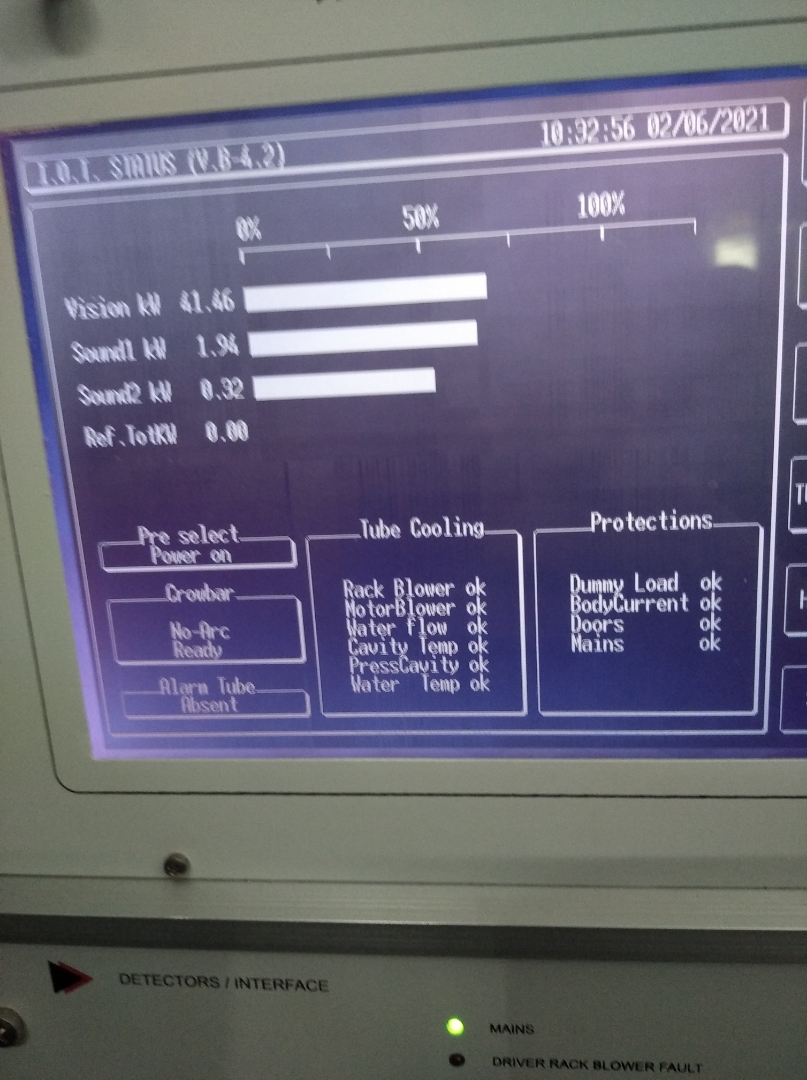 I.O.T. STATUS (V.B-4.2)
10:32:56 02/06/2021
0% 50% 100%
Vision kW 41.46
Sound1 kW 1.94
Sound2 kW 0.32
Ref.TotKW 0.00
Pre select
Power on
Crowbar
No-Arc
Ready
Alarm Tube
Absent
Tube Cooling
Rack Blower ok
MotorBlower ok
Water flow ok
Cavity Temp ok
PressCavity ok
Water Temp ok
Protections
Dummy Load ok
BodyCurrent ok
Doors ok
Mains ok
DETECTORS / INTERFACE
MAINS
DRIVER RACK BLOWER FAULT